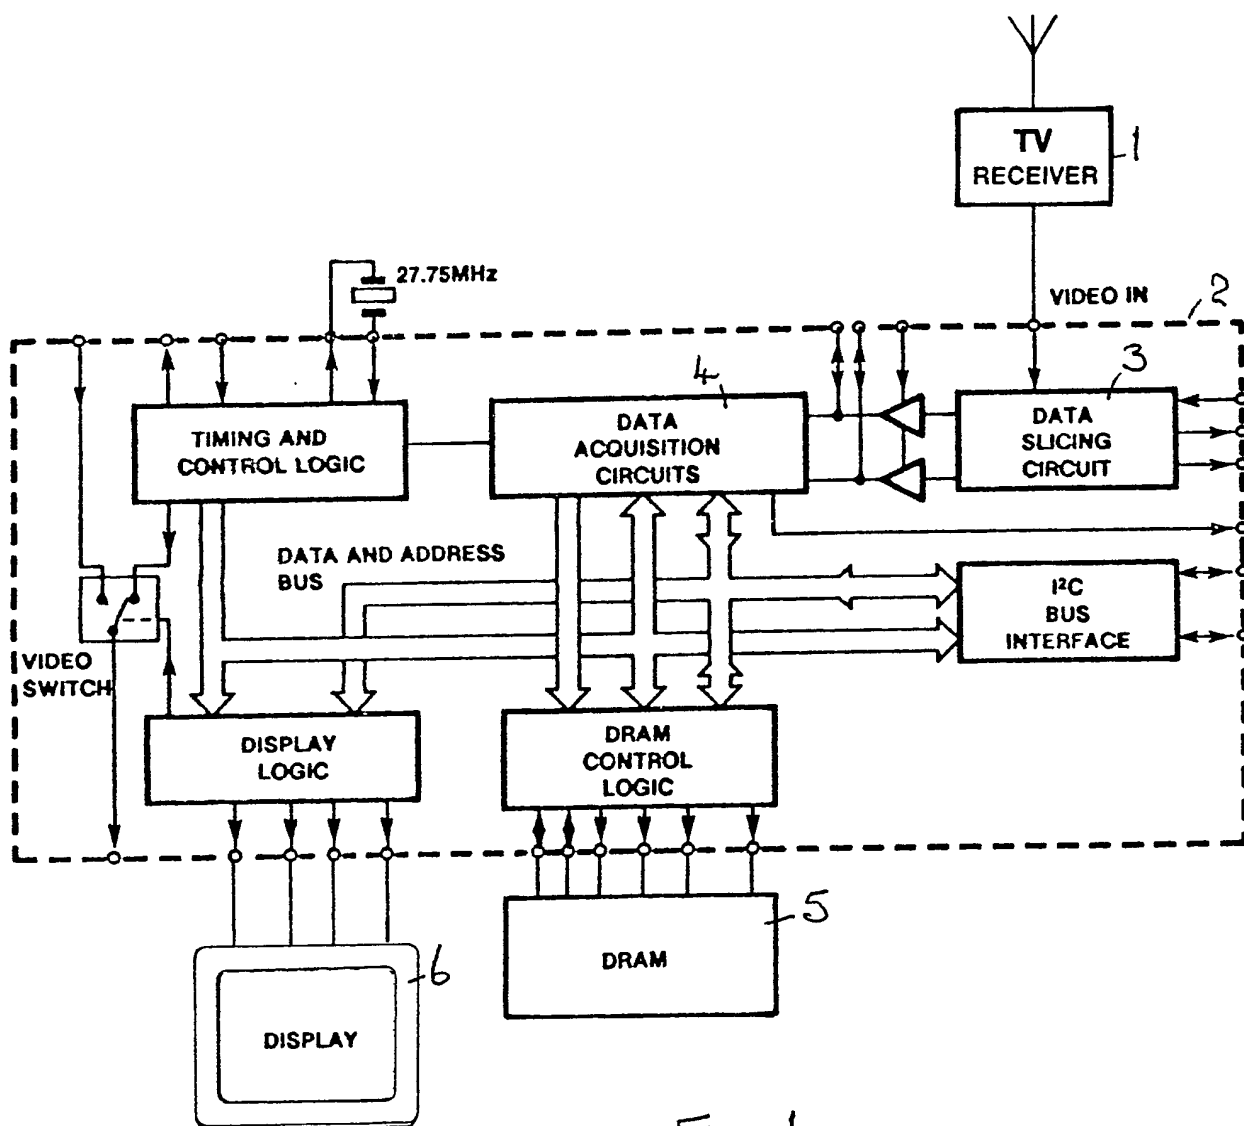 TV
RECEIVER
1
27.75MHz
VIDEO IN
2
4
3
TIMING AND
CONTROL LOGIC
DATA
ACQUISITION
CIRCUITS
DATA
SLICING
CIRCUIT
DATA AND ADDRESS
BUS
I²C
BUS
INTERFACE
VIDEO
SWITCH
DISPLAY
LOGIC
DRAM
CONTROL
LOGIC
5
DRAM
6
DISPLAY